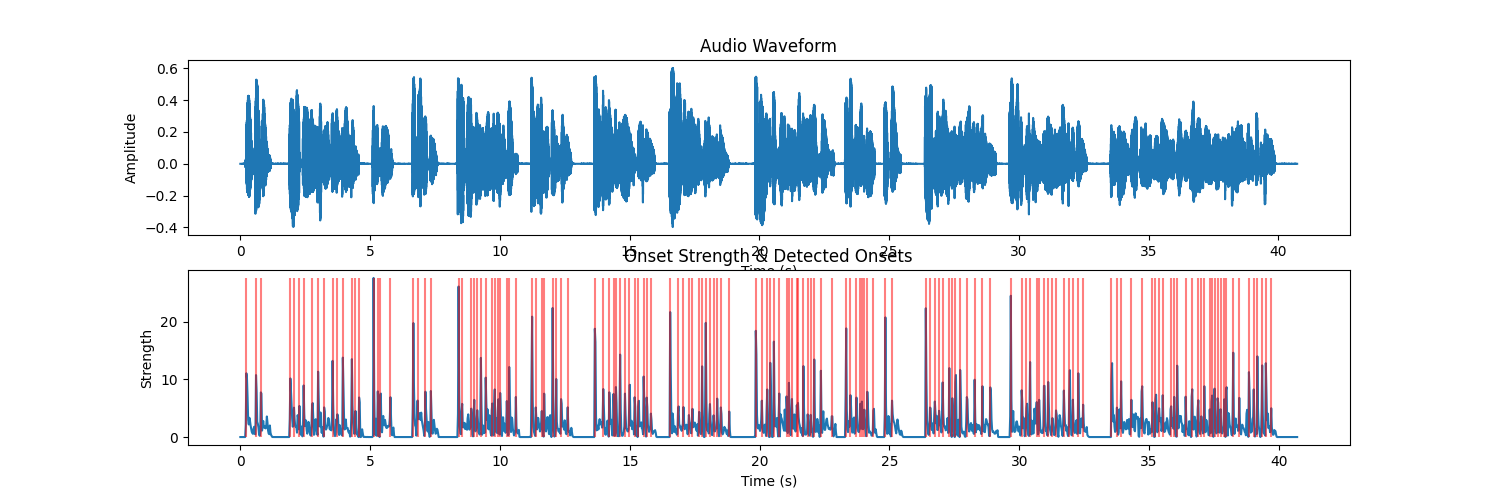 Audio Waveform
Amplitude
0.6
0.4
0.2
0.0
−0.2
−0.4
0 5 10 15 20 25 30 35 40
Time (s)
Onset Strength & Detected Onsets
Strength
20
10
0
0 5 10 15 20 25 30 35 40
Time (s)